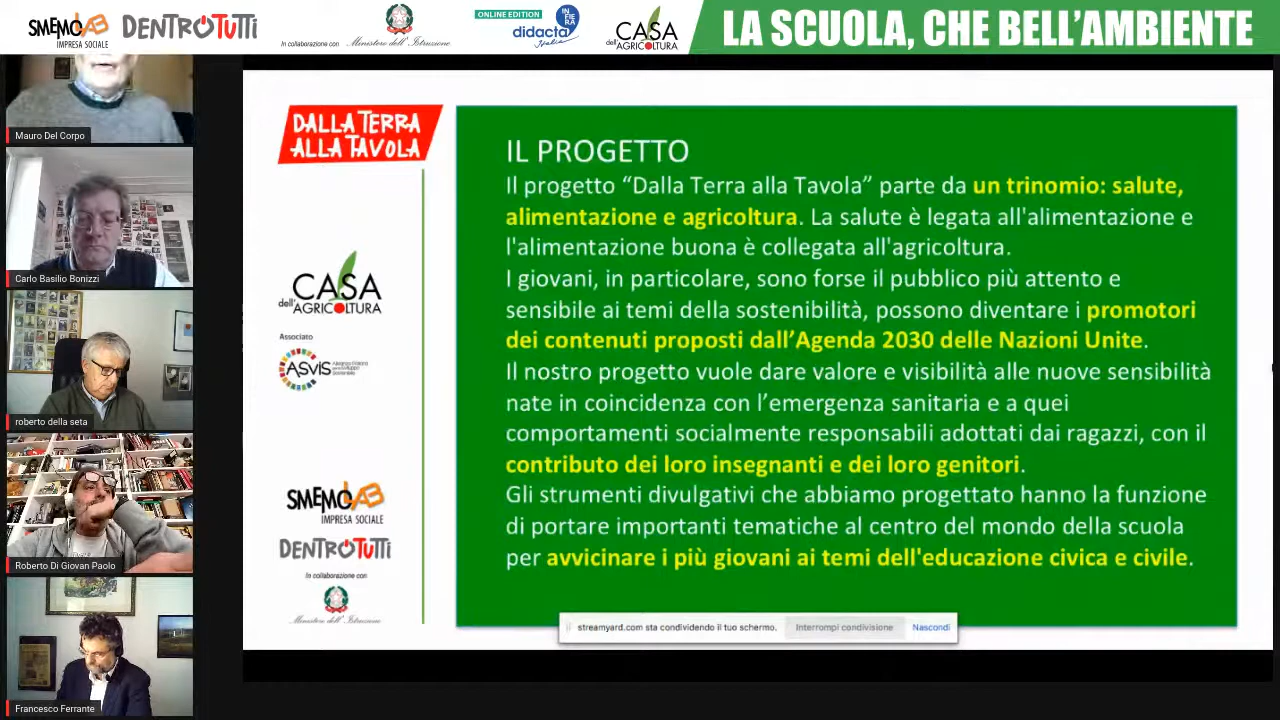 SMEMOLAB
IMPRESA SOCIALE
DENTROTUTTI
In collaborazione con
Ministero dell'Istruzione
ONLINE EDITION
didacta
Italia
IN FIERA
CASA
dell'AGRICOLTURA
LA SCUOLA, CHE BELL'AMBIENTE
Mauro Del Corpo
Carlo Basilio Bonizzi
roberto della seta
Roberto Di Giovan Paolo
Francesco Ferrante
DALLA TERRA
ALLA TAVOLA
CASA
dell'AGRICOLTURA
Associato
ASVIS
SMEMOLAB
IMPRESA SOCIALE
DENTROTUTTI
In collaborazione con
Ministero dell'Istruzione
IL PROGETTO
Il progetto “Dalla Terra alla Tavola” parte da un trinomio: salute,
alimentazione e agricoltura. La salute è legata all'alimentazione e
l'alimentazione buona è collegata all'agricoltura.
I giovani, in particolare, sono forse il pubblico più attento e
sensibile ai temi della sostenibilità, possono diventare i promotori
dei contenuti proposti dall’Agenda 2030 delle Nazioni Unite.
Il nostro progetto vuole dare valore e visibilità alle nuove sensibilità
nate in coincidenza con l’emergenza sanitaria e a quei
comportamenti socialmente responsabili adottati dai ragazzi, con il
contributo dei loro insegnanti e dei loro genitori.
Gli strumenti divulgativi che abbiamo progettato hanno la funzione
di portare importanti tematiche al centro del mondo della scuola
per avvicinare i più giovani ai temi dell'educazione civica e civile.
streamyard.com sta condividendo il tuo schermo.
Interrompi condivisione
Nascondi